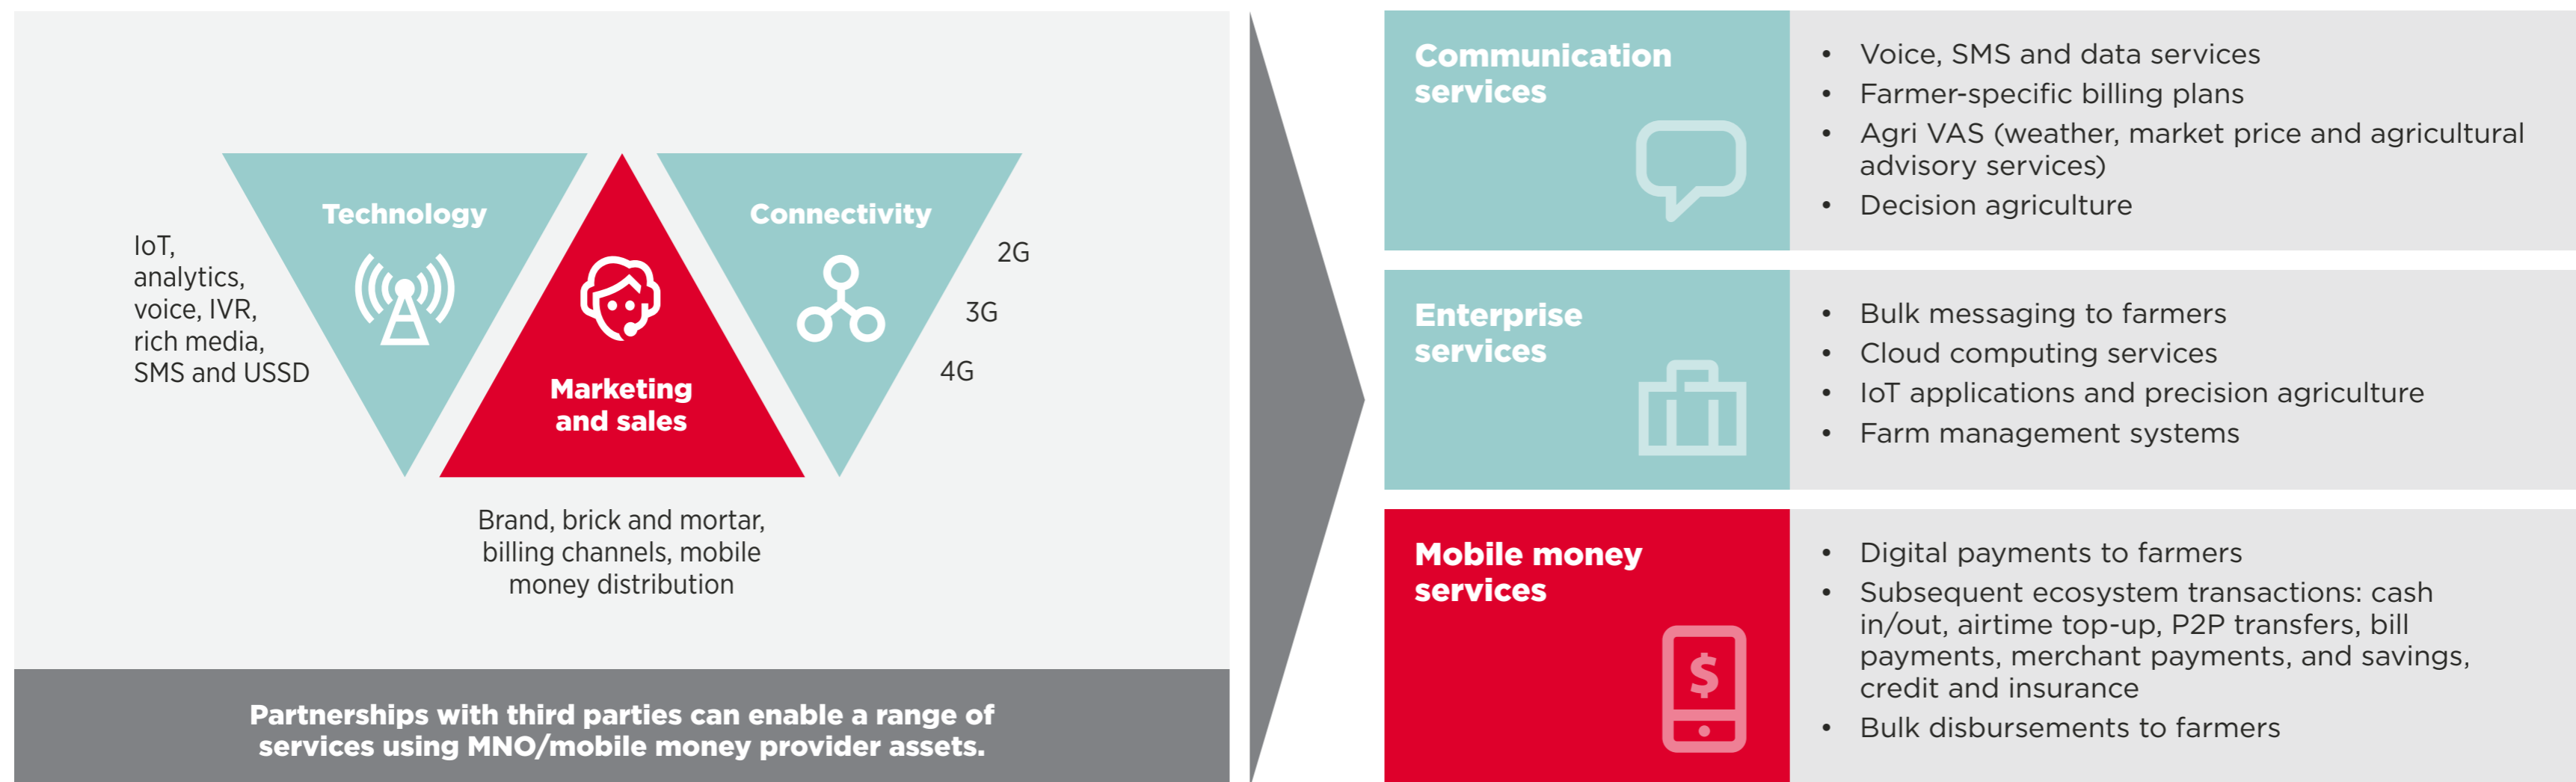 Technology
IoT,
analytics,
voice, IVR,
rich media,
SMS and USSD
Marketing
and sales
Brand, brick and mortar,
billing channels, mobile
money distribution
Connectivity
2G
3G
4G
Partnerships with third parties can enable a range of
services using MNO/mobile money provider assets.
Communication
services
• Voice, SMS and data services
• Farmer-specific billing plans
• Agri VAS (weather, market price and agricultural
advisory services)
• Decision agriculture
Enterprise
services
• Bulk messaging to farmers
• Cloud computing services
• IoT applications and precision agriculture
• Farm management systems
Mobile money
services
$
• Digital payments to farmers
• Subsequent ecosystem transactions: cash
in/out, airtime top-up, P2P transfers, bill
payments, merchant payments, and savings,
credit and insurance
• Bulk disbursements to farmers